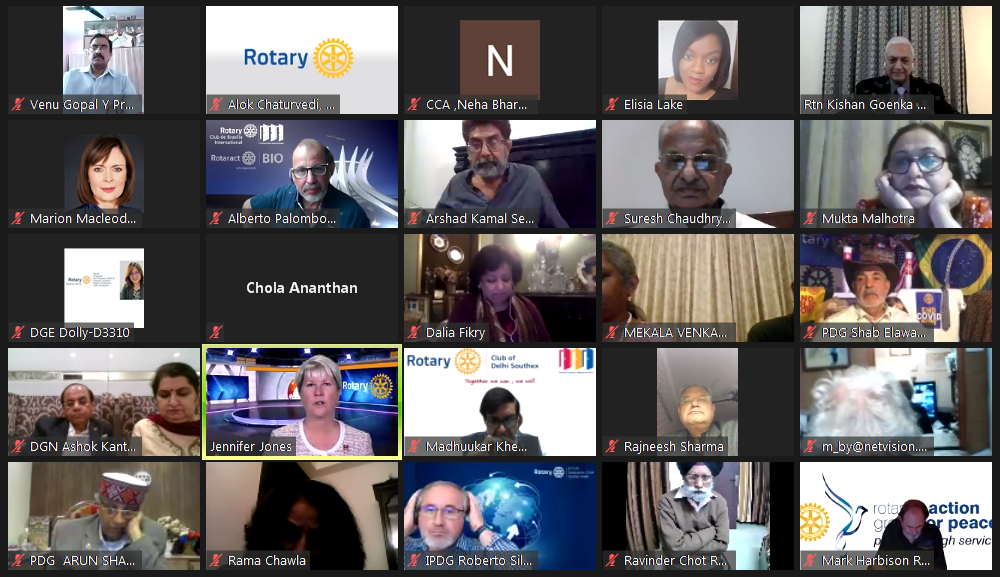 Venu Gopal Y Pr...
Rotary
Alok Chaturvedi, ...
N
CCA ,Neha Bhar...
Elisia Lake
Rtn Kishan Goenka ...
Marion Macleod...
Rotary
Club de Brasília
International
Rotaract
BIO
Alberto Palombo...
Arshad Kamal Se...
Suresh Chaudhry...
Mukta Malhotra
Rotary
DGE Dolly-D3310
Chola Ananthan
Dalia Fikry
MEKALA VENKA...
tary
END
COVID
PDG Shab Elawa...
DGN Ashok Kant...
Rotary
Jennifer Jones
Rotary
Club of
Delhi Southex
Together we can ; we will
Madhuukar Khe...
Rajneesh Sharma
m_by@netvision....
PDG ARUN SHA...
Rama Chawla
Rotary
IPDG Roberto Sil...
Ravinder Chot R...
rota action
gr or peace
p gh servic
Mark Harbison R...